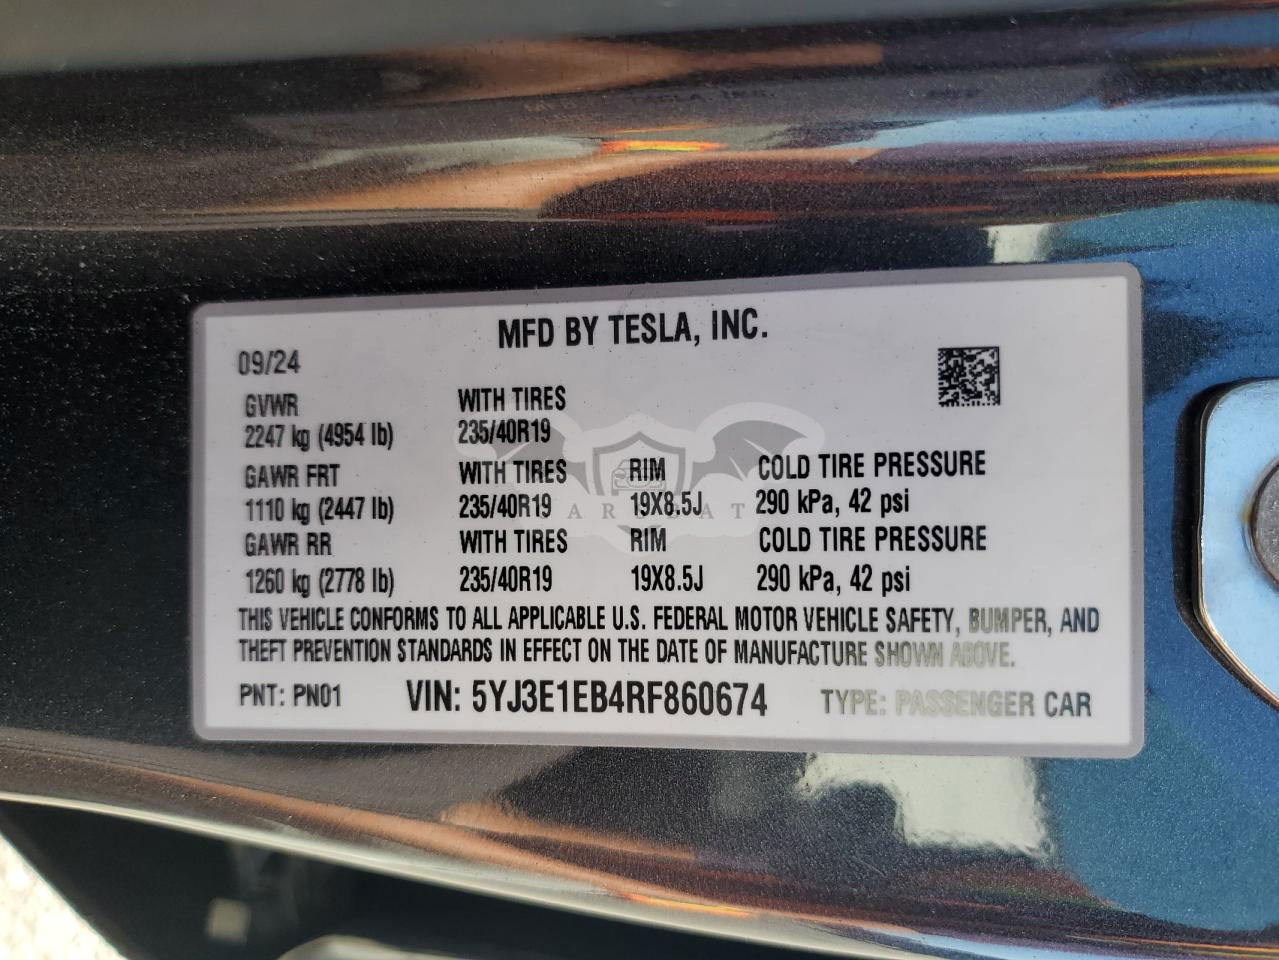 MFD BY TESLA, INC.
09/24
GVWR WITH TIRES
2247 kg (4954 lb) 235/40R19
GAWR FRT WITH TIRES RIM COLD TIRE PRESSURE
1110 kg (2447 lb) 235/40R19 19X8.5J 290 kPa, 42 psi
GAWR RR WITH TIRES RIM COLD TIRE PRESSURE
1260 kg (2778 lb) 235/40R19 19X8.5J 290 kPa, 42 psi
THIS VEHICLE CONFORMS TO ALL APPLICABLE U.S. FEDERAL MOTOR VEHICLE SAFETY, BUMPER, AND
THEFT PREVENTION STANDARDS IN EFFECT ON THE DATE OF MANUFACTURE SHOWN ABOVE.
PNT: PN01 VIN: 5YJ3E1EB4RF860674 TYPE: PASSENGER CAR